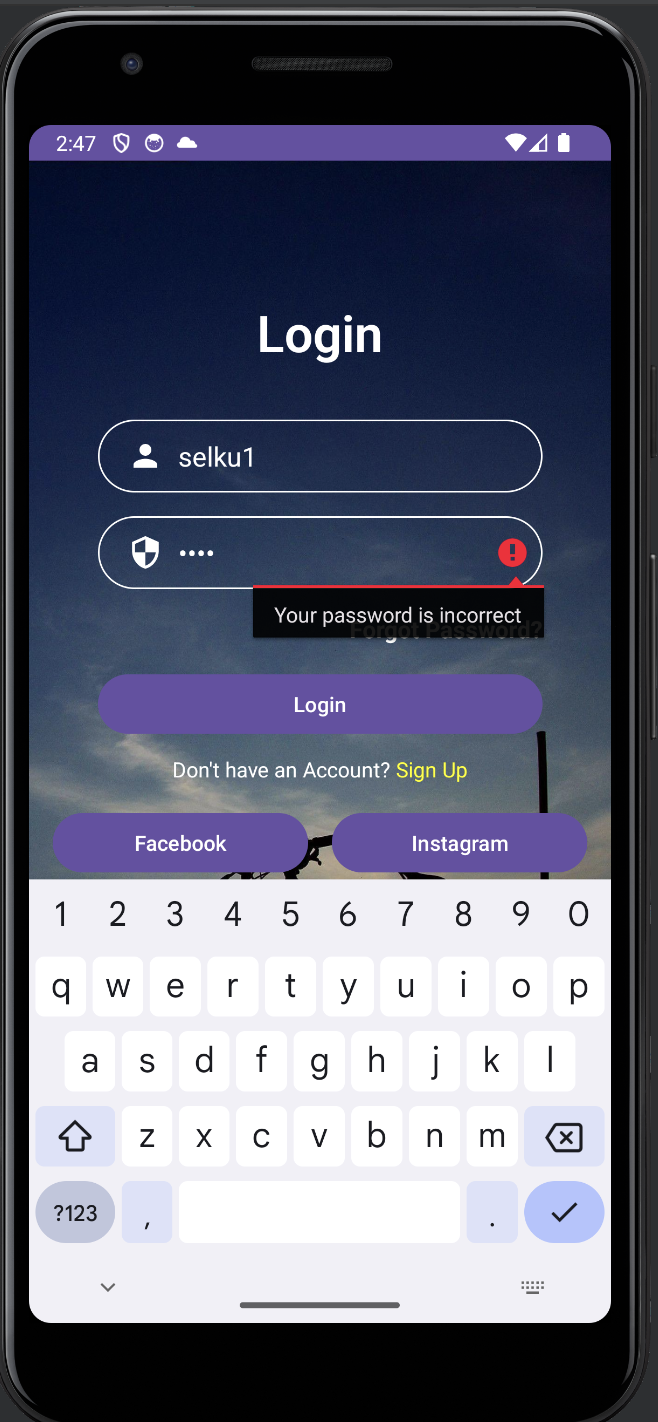 2:47
Login
selku1
••••
Your password is incorrect
Forgot Password?
Login
Don't have an Account? Sign Up
Facebook Instagram
1 2 3 4 5 6 7 8 9 0
q w e r t y u i o p
a s d f g h j k l
z x c v b n m
?123 , .